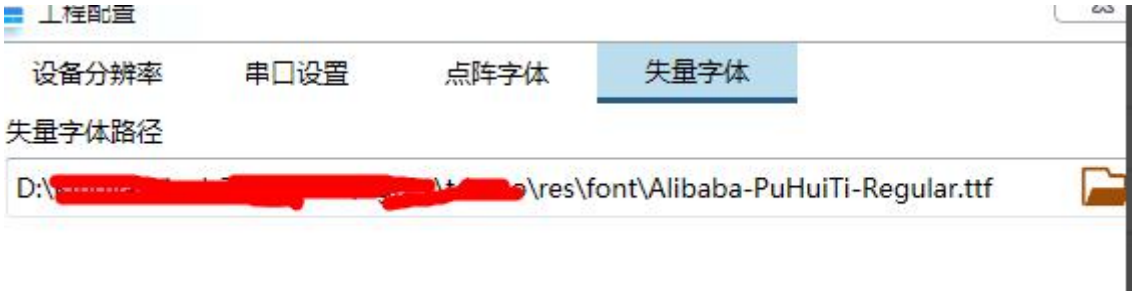 工程配置
设备分辨率 串口设置 点阵字体 失量字体
失量字体路径
D:\ \res\font\Alibaba-PuHuiTi-Regular.ttf